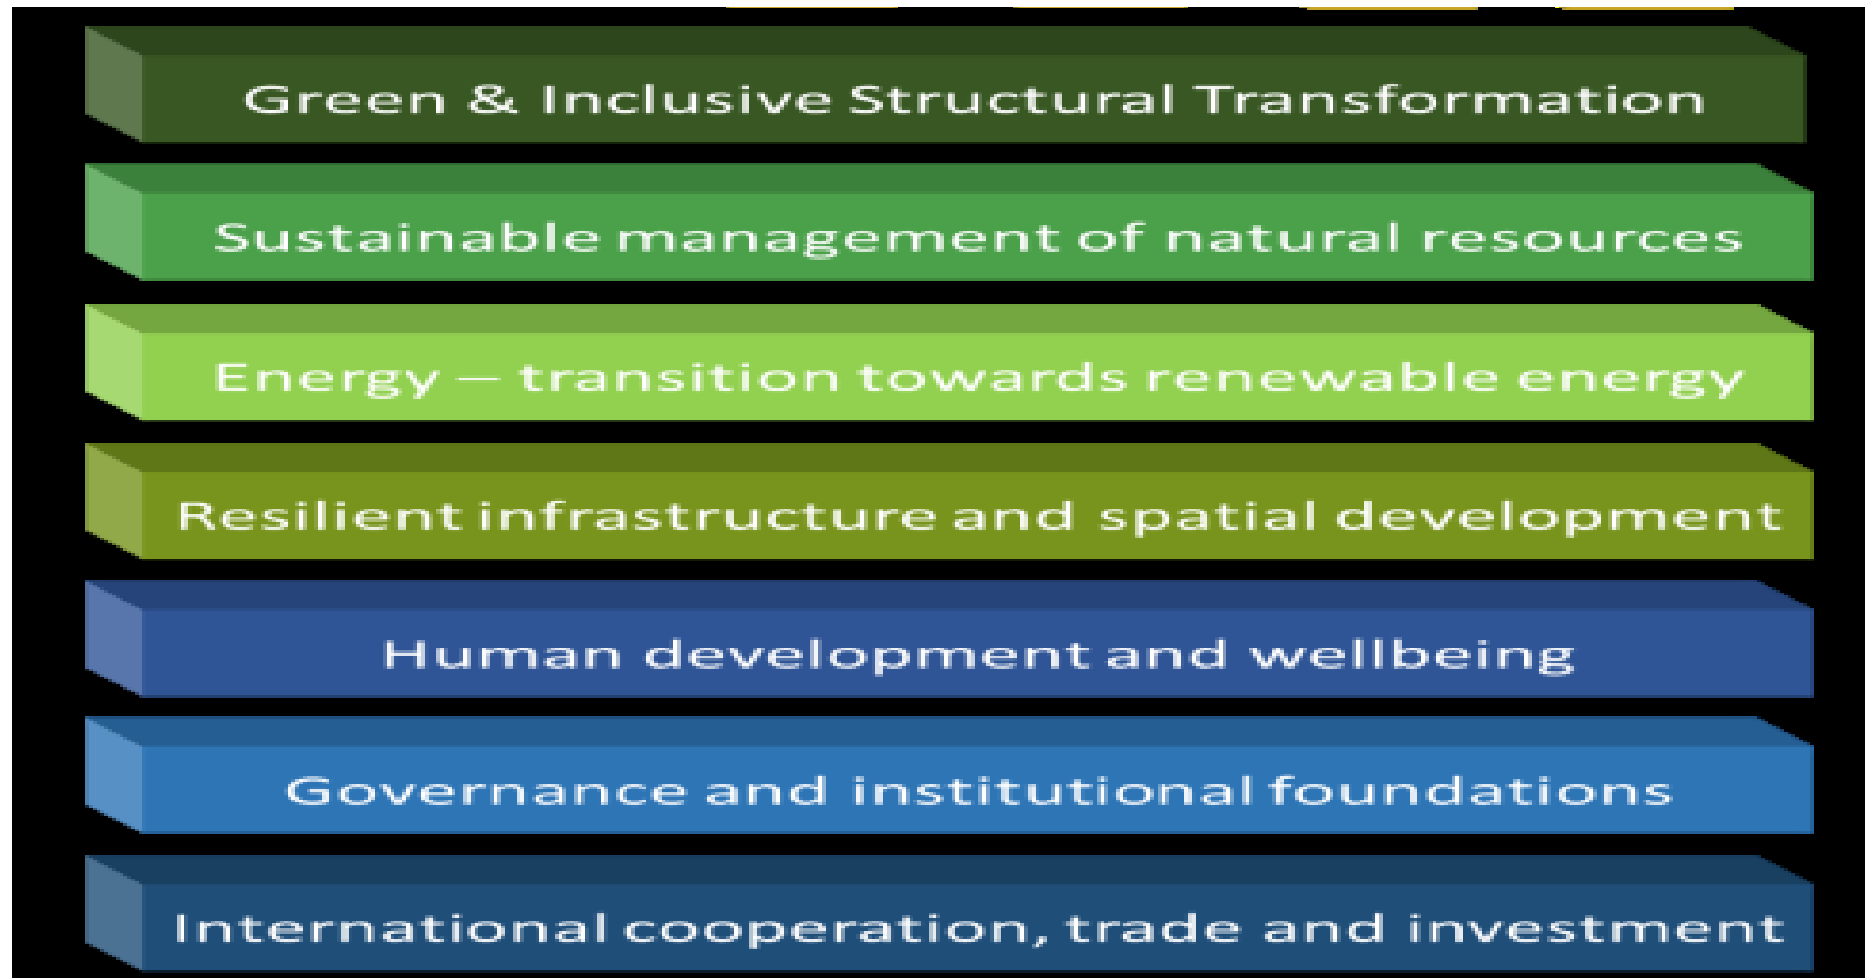 Green & Inclusive Structural Transformation
Sustainable management of natural resources
Energy – transition towards renewable energy
Resilient infrastructure and spatial development
Human development and wellbeing
Governance and institutional foundations
International cooperation, trade and investment